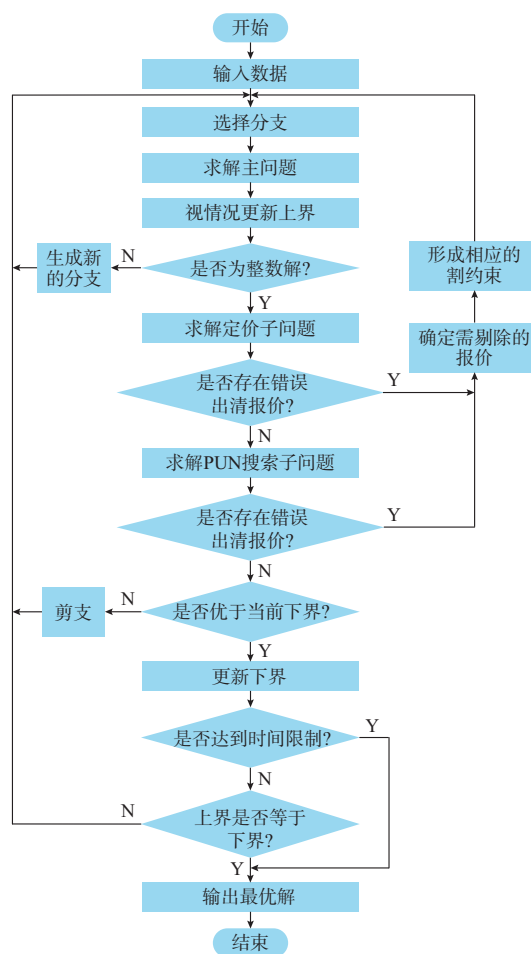 开始
输入数据
选择分支
求解主问题
视情况更新上界
生成新
的分支
N
是否为整数解?
形成相应的
割约束
Y
求解定价子问题
确定需剔除的
报价
是否存在错误
出清报价?
Y
N
求解PUN搜索子问题
是否存在错误
出清报价?
Y
N
剪支
N
是否优于当前下界?
Y
更新下界
是否达到时间限制?
Y
N
N
上界是否等于
下界?
Y
输出最优解
结束